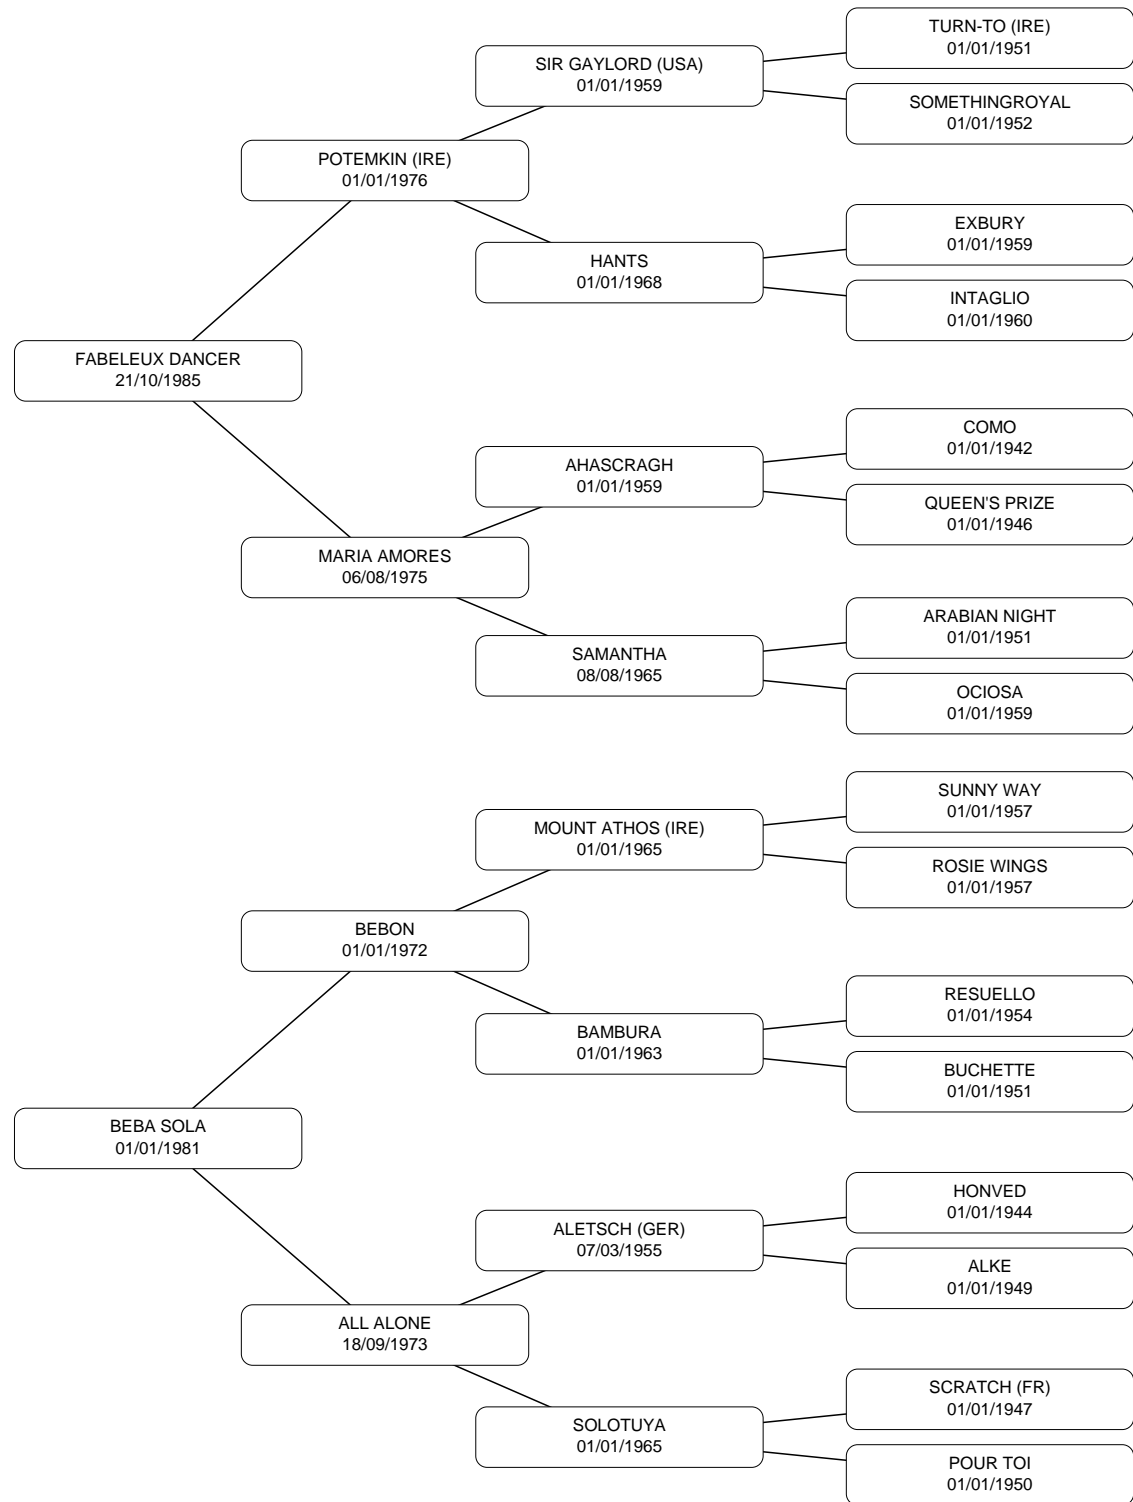 TURN-TO (IRE)
01/01/1951
SIR GAYLORD (USA)
01/01/1959
SOMETHINGROYAL
01/01/1952
POTEMKIN (IRE)
01/01/1976
EXBURY
01/01/1959
HANTS
01/01/1968
INTAGLIO
01/01/1960
FABELEUX DANCER
21/10/1985
COMO
01/01/1942
AHASCRAGH
01/01/1959
QUEEN'S PRIZE
01/01/1946
MARIA AMORES
06/08/1975
ARABIAN NIGHT
01/01/1951
SAMANTHA
08/08/1965
OCIOSA
01/01/1959
SUNNY WAY
01/01/1957
MOUNT ATHOS (IRE)
01/01/1965
ROSIE WINGS
01/01/1957
BEBON
01/01/1972
RESUELLO
01/01/1954
BAMBURA
01/01/1963
BUCHETTE
01/01/1951
BEBA SOLA
01/01/1981
HONVED
01/01/1944
ALETSCH (GER)
07/03/1955
ALKE
01/01/1949
ALL ALONE
18/09/1973
SCRATCH (FR)
01/01/1947
SOLOTUYA
01/01/1965
POUR TOI
01/01/1950